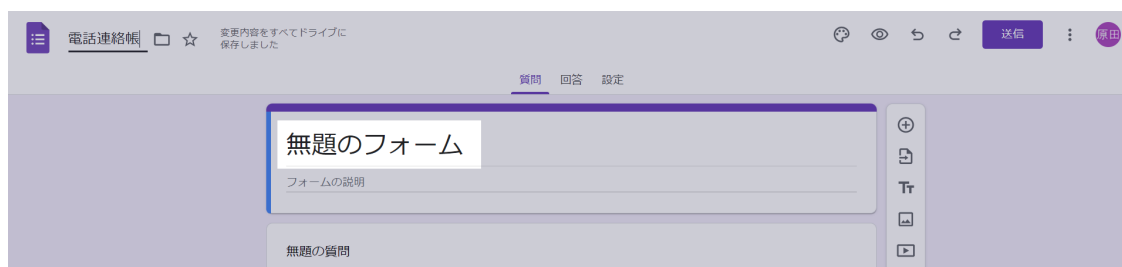 電話連絡帳
変更内容をすべてドライブに
保存しました
送信
原田
質問 回答 設定
無題のフォーム
フォームの説明
Tт
無題の質問